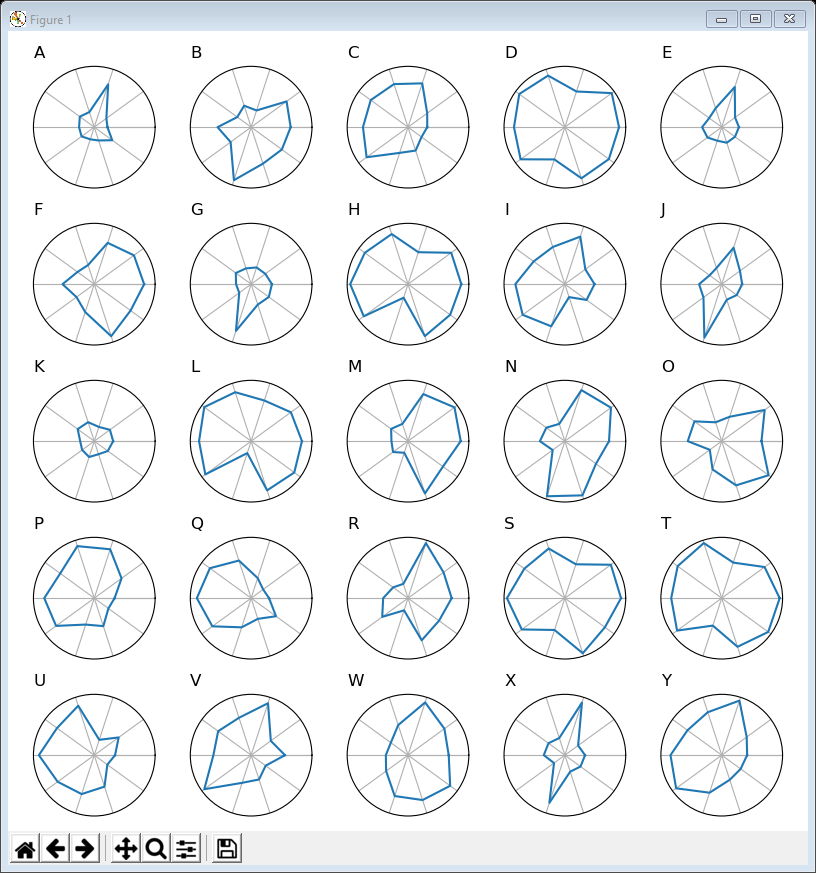 Figure 1
A B C D E
F G H I J
K L M N O
P Q R S T
U V W X Y